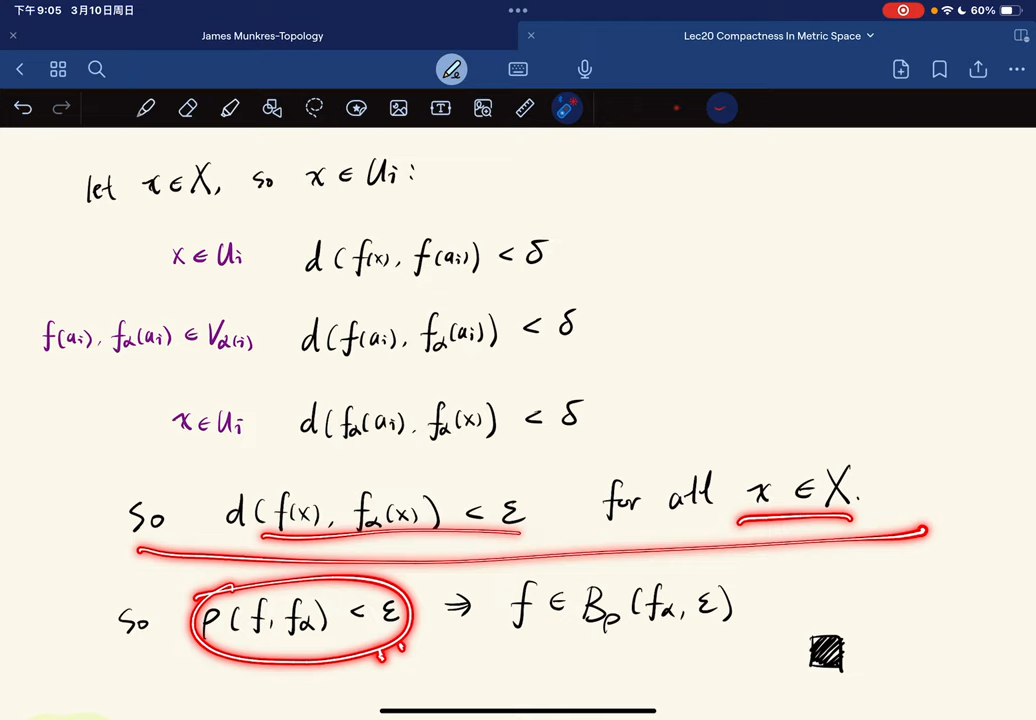 下午9:05 3月10日周日
60%
James Munkres-Topology
Lec20 Compactness In Metric Space
let x ∈ X, so x ∈ Ui :
x ∈ Ui d(f(x), f(ai)) < δ
f(ai), fα(ai) ∈ Vα(i) d(f(ai), fα(ai)) < δ
x ∈ Ui d(fα(ai), fα(x)) < δ
So d(f(x), fα(x)) < ε for all x ∈ X.
so ρ(f, fα) < ε ⇒ f ∈ Bρ(fα, ε)